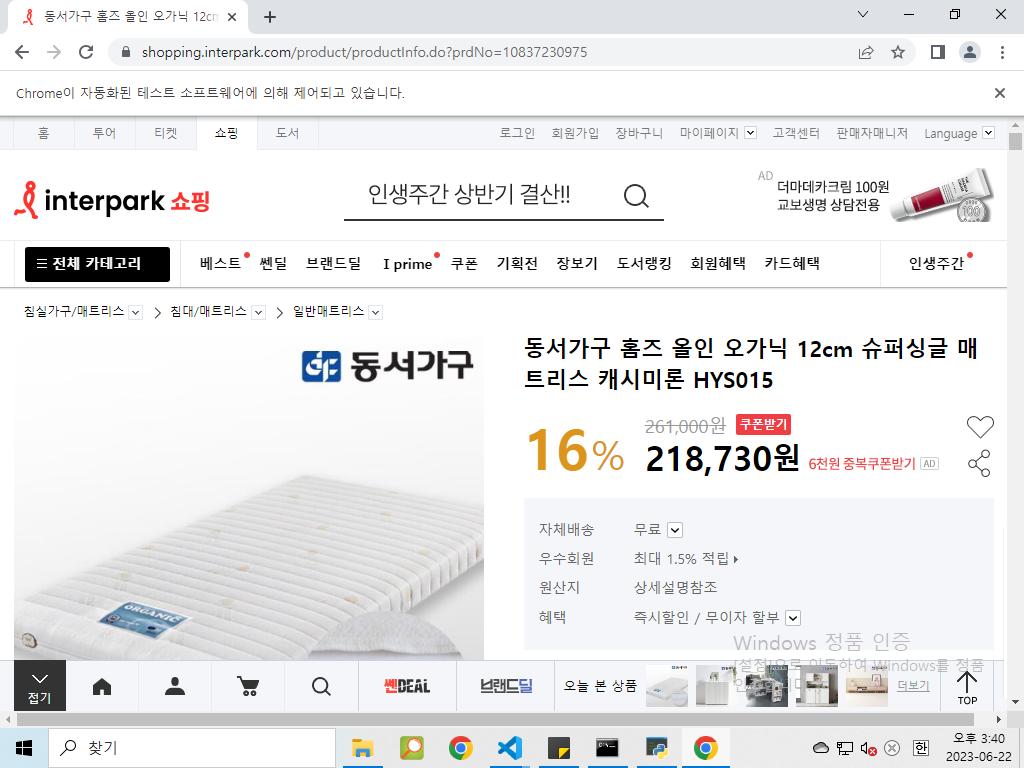 동서가구 홈즈 올인 오가닉 12cm
shopping.interpark.com/product/productInfo.do?prdNo=10837230975
Chrome이 자동화된 테스트 소프트웨어에 의해 제어되고 있습니다.
홈 투어 티켓 쇼핑 도서 로그인 회원가입 장바구니 마이페이지 고객센터 판매자매니저 Language
interpark 쇼핑
인생주간 상반기 결산!!
AD
더마데카크림 100원
교보생명 상담전용
100
전체 카테고리 베스트 쎈딜 브랜드딜 I prime 쿠폰 기획전 장보기 도서랭킹 회원혜택 카드혜택 인생주간
침실가구/매트리스 침대/매트리스 일반매트리스
동서가구
동서가구 홈즈 올인 오가닉 12cm 슈퍼싱글 매
트리스 캐시미론 HYS015
16%
261,000원 쿠폰받기
218,730원 6천원 중복쿠폰받기 AD
자체배송 무료
우수회원 최대 1.5% 적립
원산지 상세설명참조
혜택 즉시할인 / 무이자 할부
ORGANIC
Windows 정품 인증
[설정]으로 이동하여 Windows를 정품
접기
쎈DEAL
브랜드딜
오늘 본 상품
더보기
TOP
찾기
한
오후 3:40
2023-06-22